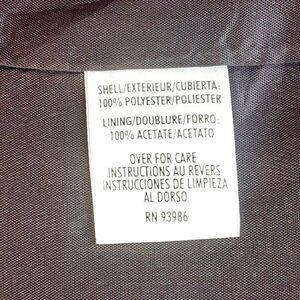 SHELL/EXTERIEUR/CUBIERTA:
100% POLYESTER/POLIESTER
LINING/DOUBLURE/FORRO:
100% ACETATE/ACETATO
OVER FOR CARE
INSTRUCTIONS AU REVERS
INSTRUCCIONES DE LIMPIEZA
AL DORSO
RN 93986